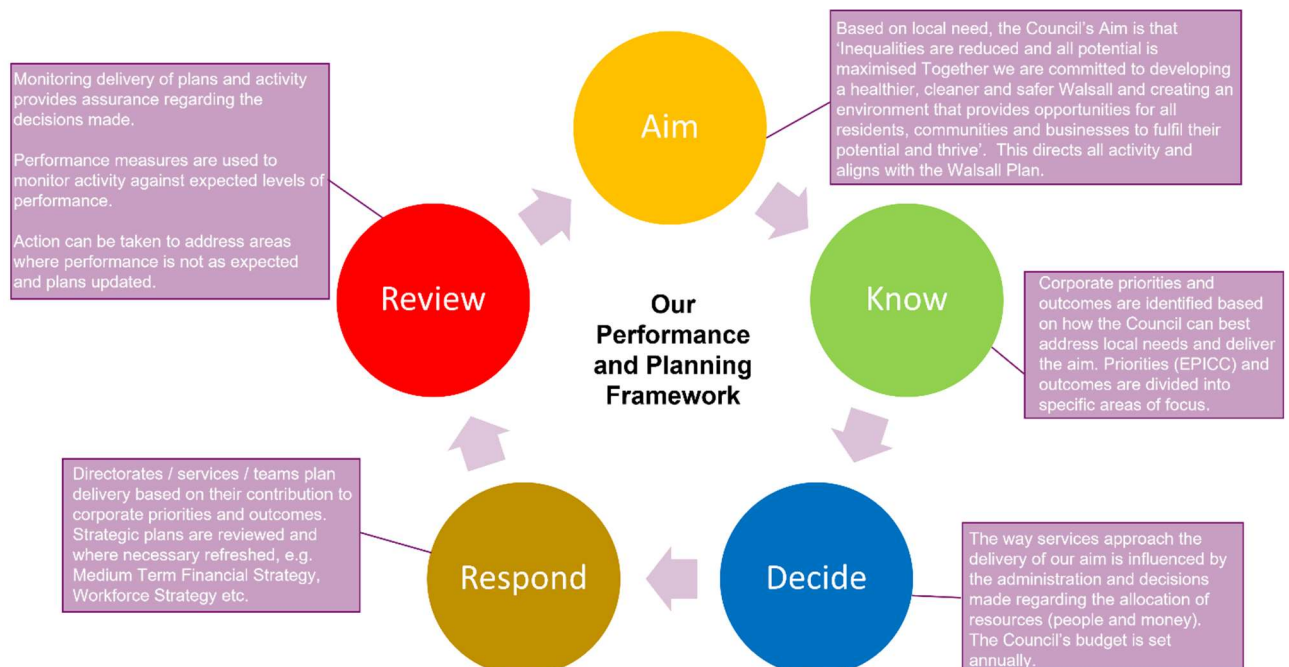 Aim
Based on local need, the Council's Aim is that
'Inequalities are reduced and all potential is
maximised Together we are committed to developing
a healthier, cleaner and safer Walsall and creating an
environment that provides opportunities for all
residents, communities and businesses to fulfil their
potential and thrive'. This directs all activity and
aligns with the Walsall Plan.
Know
Corporate priorities and
outcomes are identified based
on how the Council can best
address local needs and deliver
the aim. Priorities (EPICC) and
outcomes are divided into
specific areas of focus.
Decide
The way services approach the
delivery of our aim is influenced by
the administration and decisions
made regarding the allocation of
resources (people and money).
The Council's budget is set
annually.
Respond
Directorates / services / teams plan
delivery based on their contribution to
corporate priorities and outcomes.
Strategic plans are reviewed and
where necessary refreshed, e.g.
Medium Term Financial Strategy,
Workforce Strategy etc.
Review
Monitoring delivery of plans and activity
provides assurance regarding the
decisions made.
Performance measures are used to
monitor activity against expected levels of
performance.
Action can be taken to address areas
where performance is not as expected
and plans updated.
Our
Performance
and Planning
Framework